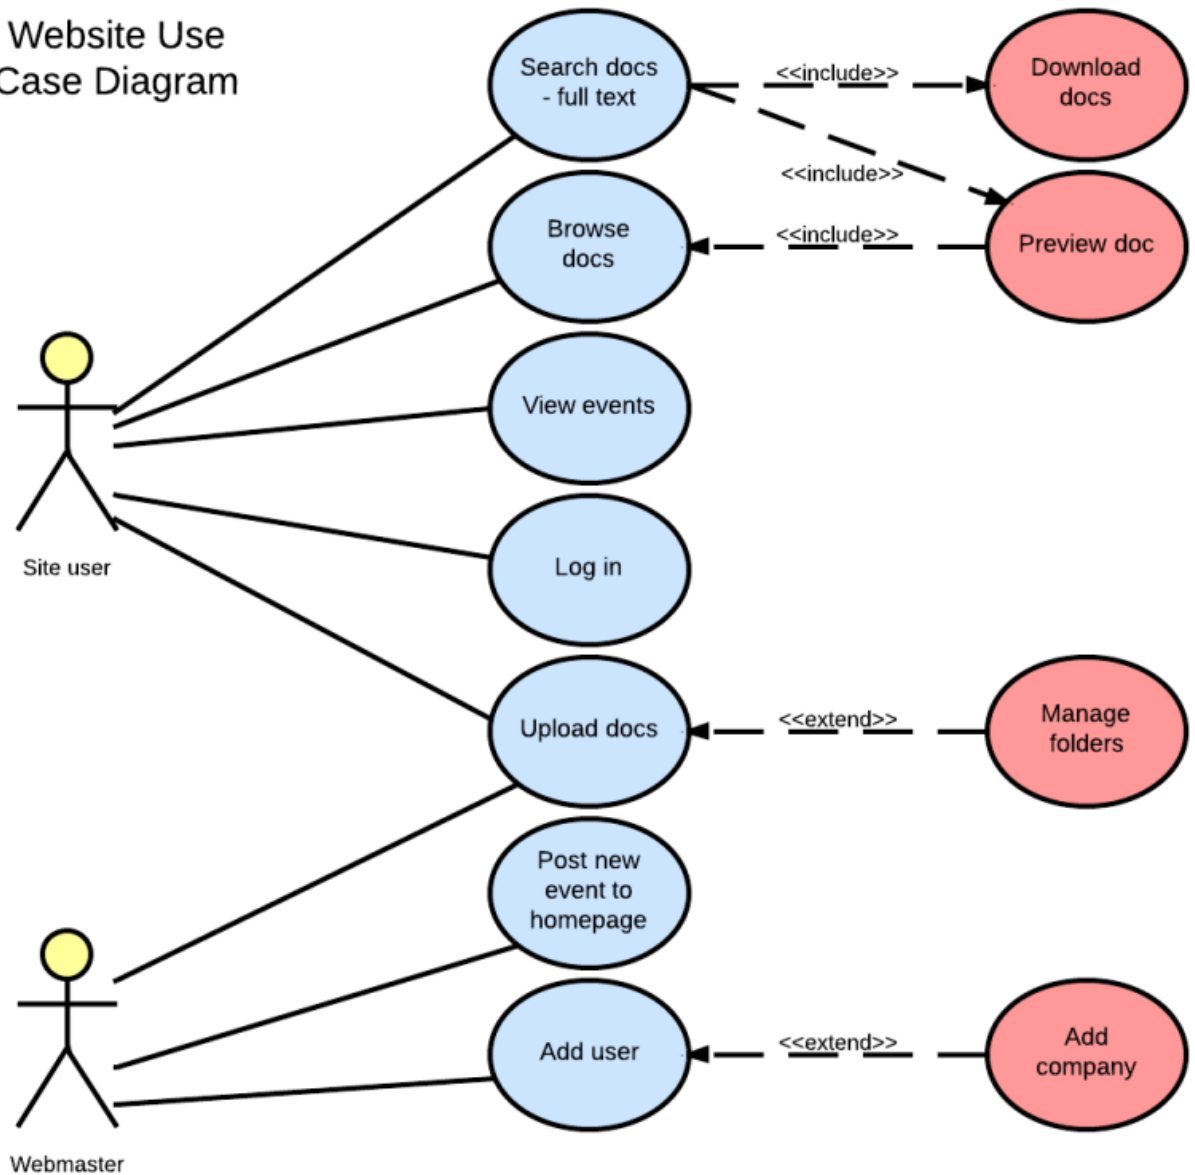 Website Use
Case Diagram
Search docs
- full text
<<include>>
Download
docs
<<include>>
Browse
docs
<<include>>
Preview doc
View events
Site user
Log in
Upload docs
<<extend>>
Manage
folders
Post new
event to
homepage
Add user
<<extend>>
Add
company
Webmaster